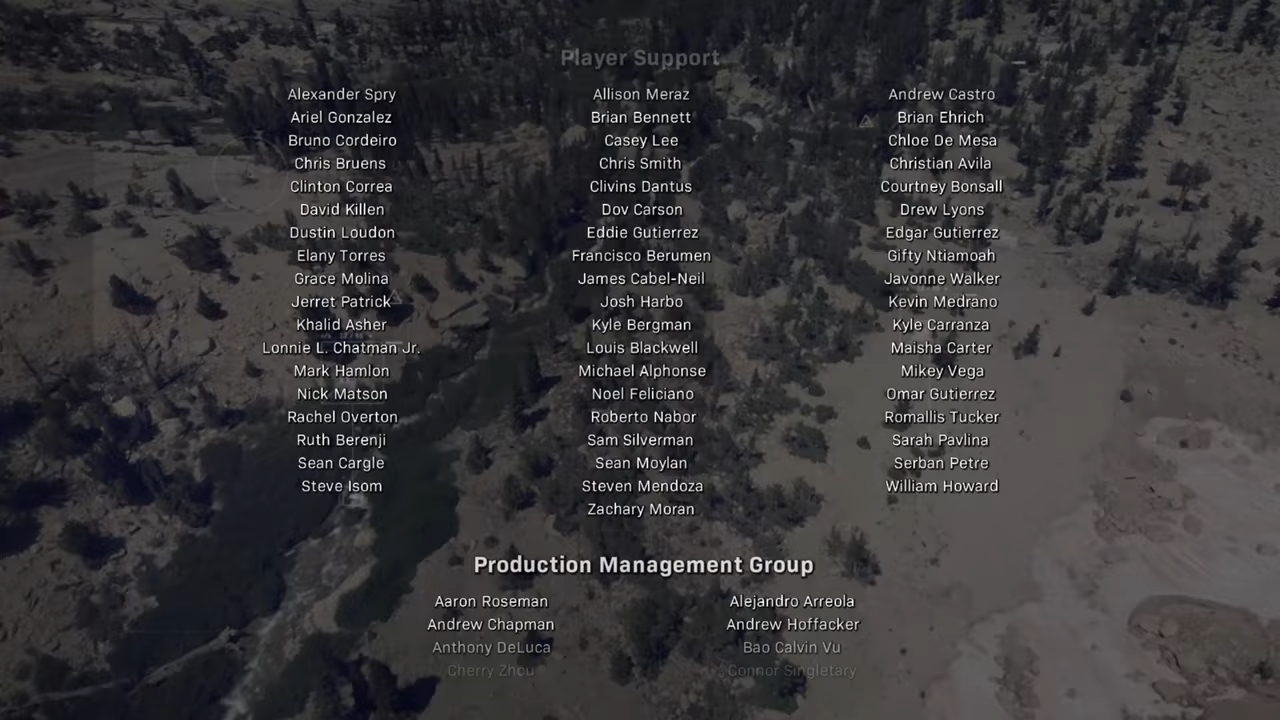 Player Support
Alexander Spry Allison Meraz Andrew Castro
Ariel Gonzalez Brian Bennett Brian Ehrich
Bruno Cordeiro Casey Lee Chloe De Mesa
Chris Bruens Chris Smith Christian Avila
Clinton Correa Clivins Dantus Courtney Bonsall
David Killen Dov Carson Drew Lyons
Dustin Loudon Eddie Gutierrez Edgar Gutierrez
Elany Torres Francisco Berumen Gifty Ntiamoah
Grace Molina James Cabel-Neil Javonne Walker
Jerret Patrick Josh Harbo Kevin Medrano
Khalid Asher Kyle Bergman Kyle Carranza
Lonnie L. Chatman Jr. Louis Blackwell Maisha Carter
Mark Hamlon Michael Alphonse Mikey Vega
Nick Matson Noel Feliciano Omar Gutierrez
Rachel Overton Roberto Nabor Romallis Tucker
Ruth Berenji Sam Silverman Sarah Pavlina
Sean Cargle Sean Moylan Serban Petre
Steve Isom Steven Mendoza William Howard
Zachary Moran
Production Management Group
Aaron Roseman Alejandro Arreola
Andrew Chapman Andrew Hoffacker
Anthony DeLuca Bao Calvin Vu
Cherry Zhou Connor Singletary